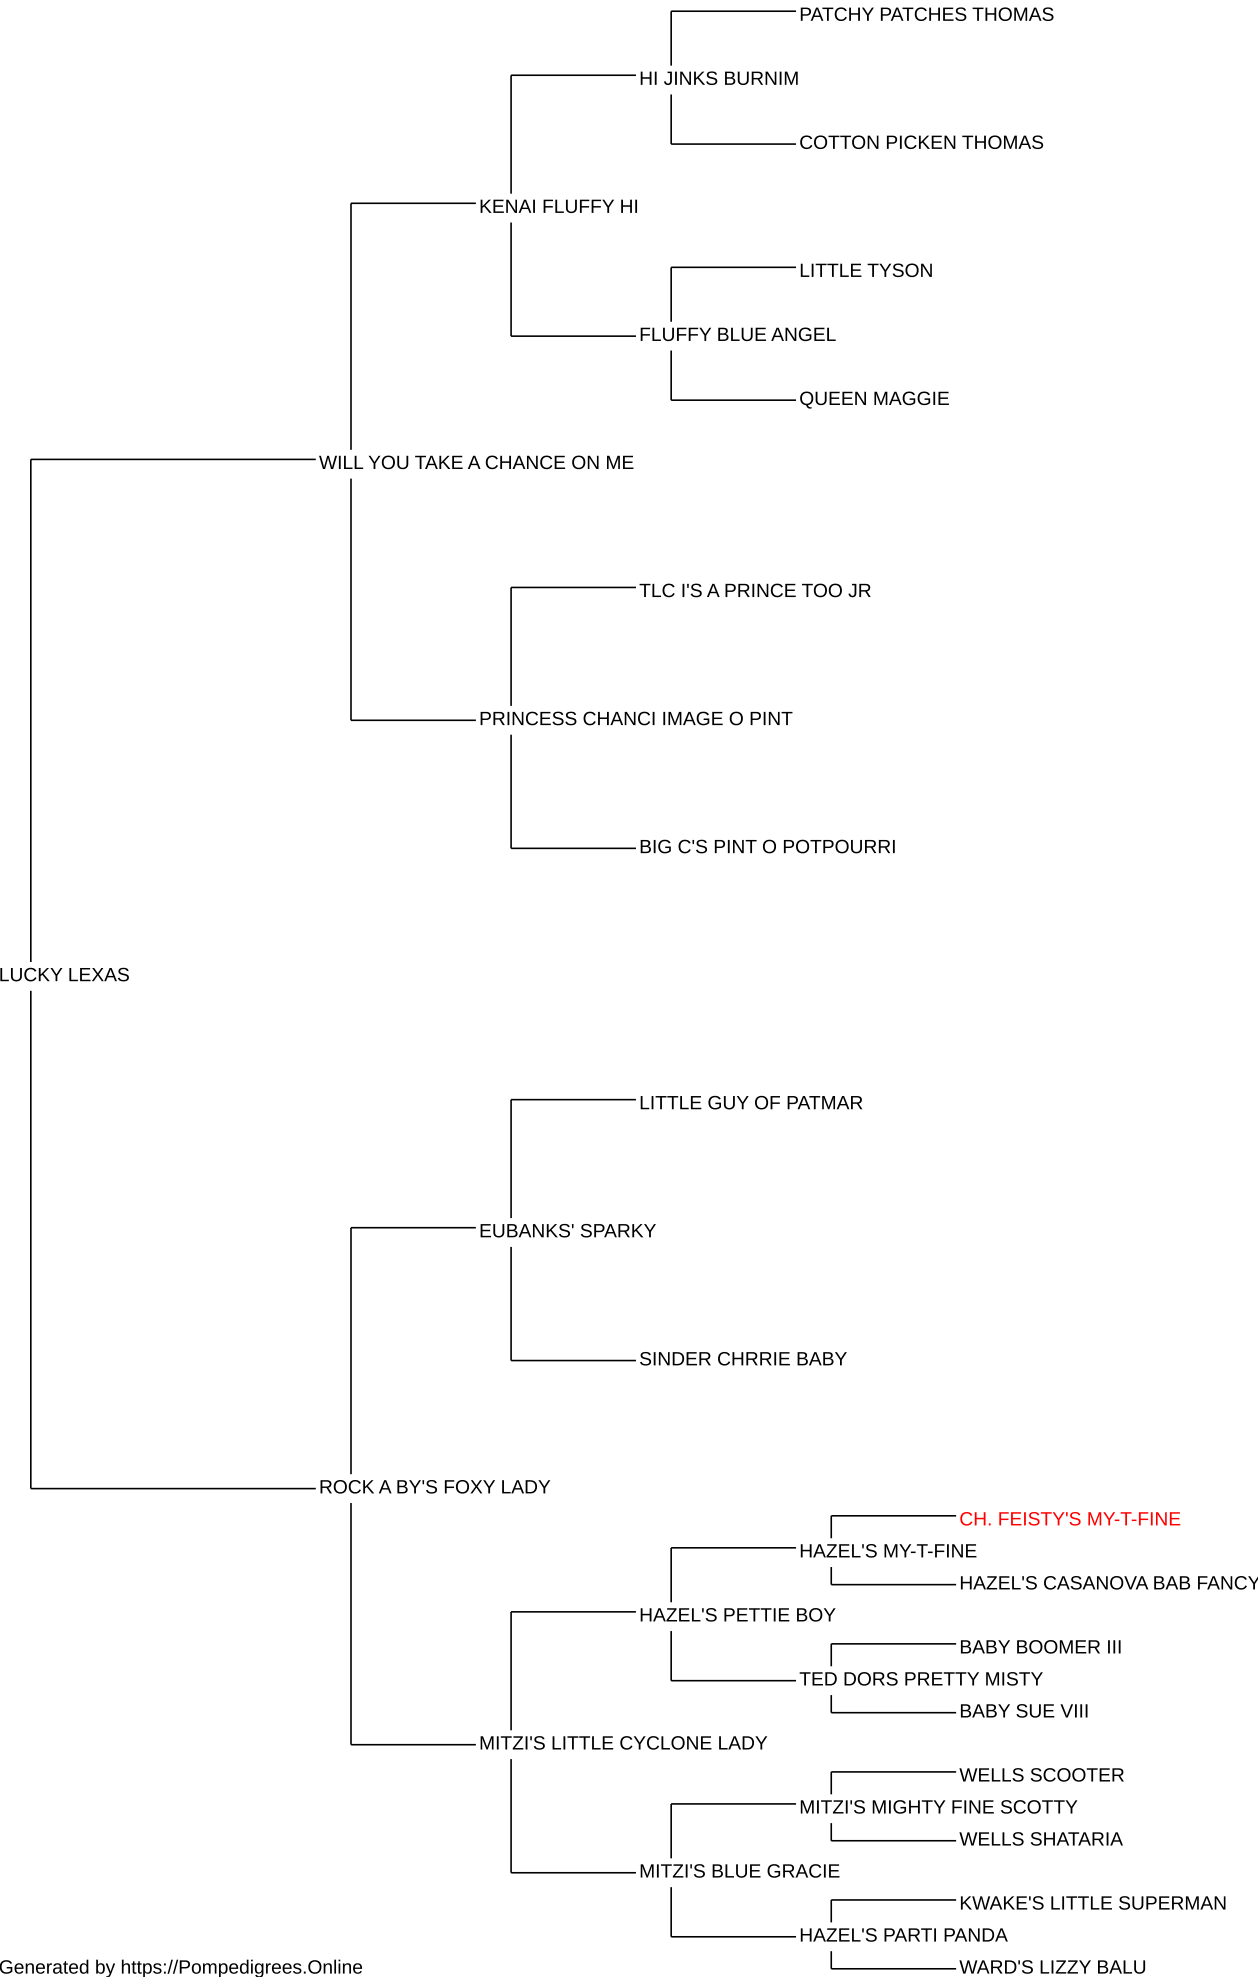 PATCHY PATCHES THOMAS
HI JINKS BURNIM
COTTON PICKEN THOMAS
KENAI FLUFFY HI
LITTLE TYSON
FLUFFY BLUE ANGEL
QUEEN MAGGIE
WILL YOU TAKE A CHANCE ON ME
TLC I'S A PRINCE TOO JR
PRINCESS CHANCI IMAGE O PINT
BIG C'S PINT O POTPOURRI
LUCKY LEXAS
LITTLE GUY OF PATMAR
EUBANKS' SPARKY
SINDER CHRRIE BABY
ROCK A BY'S FOXY LADY
CH. FEISTY'S MY-T-FINE
HAZEL'S MY-T-FINE
HAZEL'S CASANOVA BAB FANCY
HAZEL'S PETTIE BOY
BABY BOOMER III
TED DORS PRETTY MISTY
BABY SUE VIII
MITZI'S LITTLE CYCLONE LADY
WELLS SCOOTER
MITZI'S MIGHTY FINE SCOTTY
WELLS SHATARIA
MITZI'S BLUE GRACIE
KWAKE'S LITTLE SUPERMAN
HAZEL'S PARTI PANDA
WARD'S LIZZY BALU
Generated by https://Pompedigrees.Online